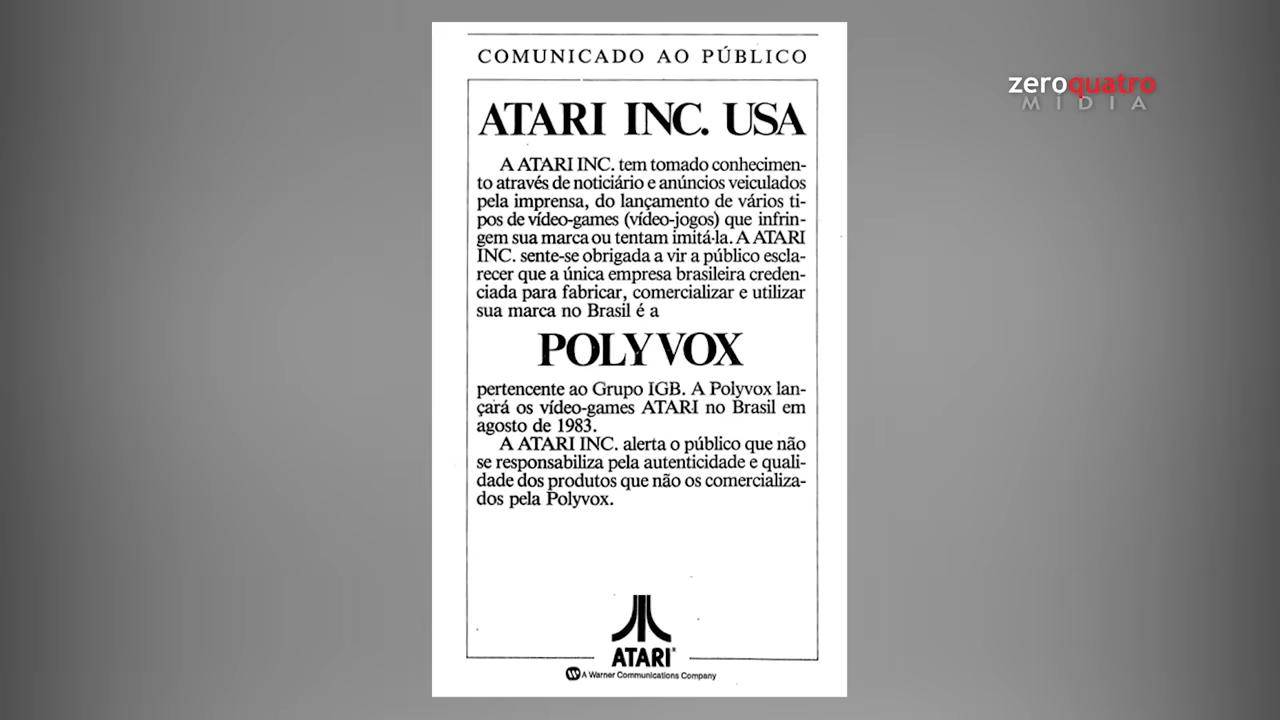 COMUNICADO AO PÚBLICO
zeroquatro
MÍDIA
ATARI INC. USA
A ATARI INC. tem tomado conhecimen-
to através de noticiário e anúncios veiculados
pela imprensa, do lançamento de vários ti-
pos de vídeo-games (vídeo-jogos) que infrin-
gem sua marca ou tentam imitá-la. A ATARI
INC. sente-se obrigada a vir a público escla-
recer que a única empresa brasileira creden-
ciada para fabricar, comercializar e utilizar
sua marca no Brasil é a
POLYVOX
pertencente ao Grupo IGB. A Polyvox lan-
çará os vídeo-games ATARI no Brasil em
agosto de 1983.
A ATARI INC. alerta o público que não
se responsabiliza pela autenticidade e quali-
dade dos produtos que não os comercializa-
dos pela Polyvox.
ATARI®
A Warner Communications Company